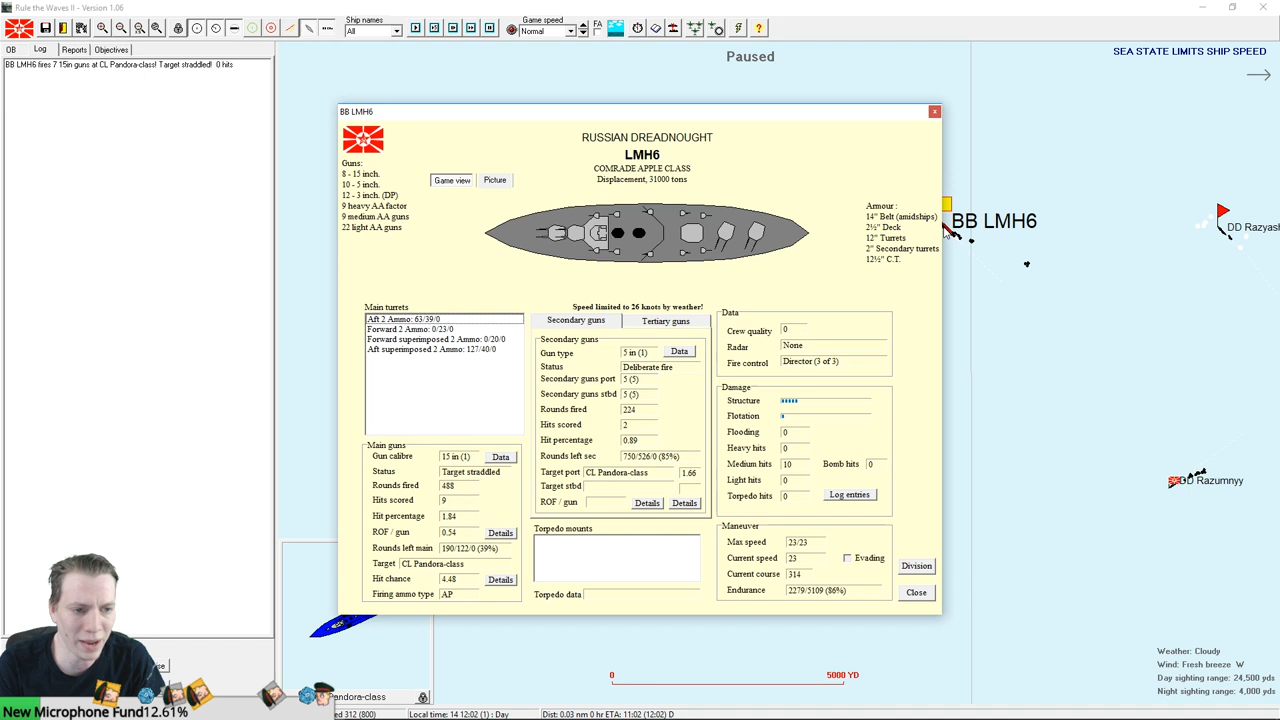 Rule the Waves II - Version 1.06
Ship names
All
Game speed
Normal
FA
OB Log Reports Objectives
BB LMH6 fires 7 15in guns at CL Pandora-class! Target straddled! 0 hits
Paused
SEA STATE LIMITS SHIP SPEED
BB LMH6
RUSSIAN DREADNOUGHT
LMH6
COMRADE APPLE CLASS
Displacement, 31000 tons
Guns:
8 - 15 inch.
10 - 5 inch.
12 - 3 inch. (DP)
9 heavy AA factor
9 medium AA guns
22 light AA guns
Game view Picture
Armour :
14" Belt (amidships)
2½" Deck
12" Turrets
2" Secondary turrets
12½" C.T.
Main turrets
Aft 2 Ammo: 63/39/0
Forward 2 Ammo: 0/23/0
Forward superimposed 2 Ammo: 0/20/0
Aft superimposed 2 Ammo: 127/40/0
Main guns
Gun calibre 15 in (1) Data
Status Target straddled
Rounds fired 488
Hits scored 9
Hit percentage 1.84
ROF / gun 0.54 Details
Rounds left main 190/122/0 (39%)
Target CL Pandora-class
Hit chance 4.48 Details
Firing ammo type AP
Speed limited to 26 knots by weather!
Secondary guns Tertiary guns
Secondary guns
Gun type 5 in (1) Data
Status Deliberate fire
Secondary guns port 5 (5)
Secondary guns stbd 5 (5)
Rounds fired 224
Hits scored 2
Hit percentage 0.89
Rounds left sec 750/526/0 (85%)
Target port CL Pandora-class 1.66
Target stbd
ROF / gun Details Details
Torpedo mounts
Torpedo data
Data
Crew quality 0
Radar None
Fire control Director (3 of 3)
Damage
Structure
Flotation
Flooding 0
Heavy hits 0
Medium hits 10 Bomb hits 0
Light hits 0
Torpedo hits 0 Log entries
Maneuver
Max speed 23/23
Current speed 23 Evading
Current course 314
Endurance 2279/5109 (86%)
Division
Close
BB LMH6
DD Razyash
DD Razumnyy
0 5000 YD
Weather: Cloudy
Wind: Fresh breeze W
Day sighting range: 24,500 yds
Night sighting range: 4,000 yds
Pandora-class
New Microphone Fund 12.61%
ed 312 (800) Local time: 14 12:02 (1) : Day Dist: 0.03 nm 0 hr ETA: 11:02 (12:02) D